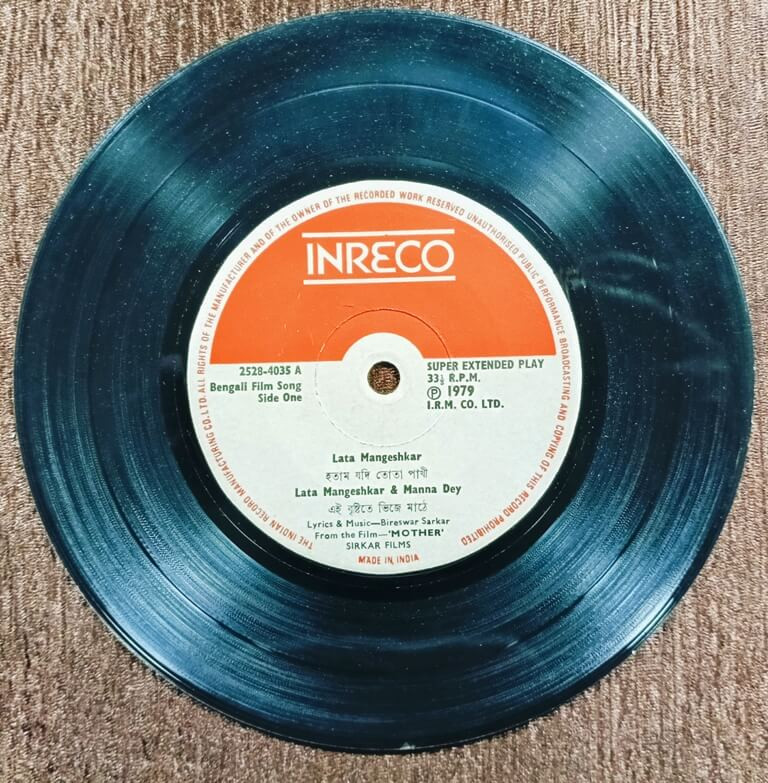 THE INDIAN RECORD MANUFACTURING CO. LTD. ALL RIGHTS OF THE MANUFACTURER AND OF THE OWNER OF THE RECORDED WORK RESERVED UNAUTHORISED PUBLIC PERFORMANCE BROADCASTING AND COPYING OF THIS RECORD PROHIBITED
INRECO
2528-4035 A
Bengali Film Song
Side One
SUPER EXTENDED PLAY
33⅓ R.P.M.
Ⓟ 1979
I.R.M. CO. LTD.
Lata Mangeshkar
হতাম যদি তোতা পাখী
Lata Mangeshkar & Manna Dey
এই বৃষ্টিতে ভিজে মাঠে
Lyrics & Music—Bireswar Sarkar
From the Film—'MOTHER'
SIRKAR FILMS
MADE IN INDIA